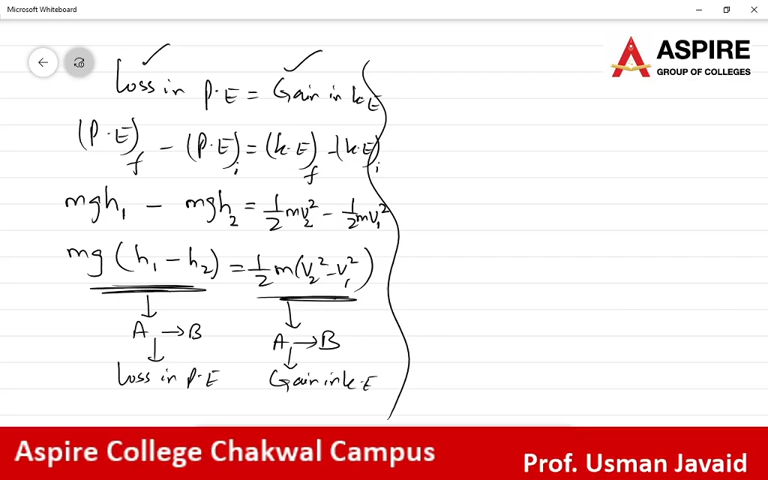 Microsoft Whiteboard
ASPIRE
GROUP OF COLLEGES
Loss in P.E = Gain in k.E
(P.E)f - (P.E)i = (k.E)f - (k.E)i
mgh₁ - mgh₂ = 1/2 mv₂² - 1/2 mv₁²
mg (h₁ - h₂) = 1/2 m(v₂² - v₁²)
A → B
A → B
Loss in P.E
Gain in k.E
Aspire College Chakwal Campus
Prof. Usman Javaid